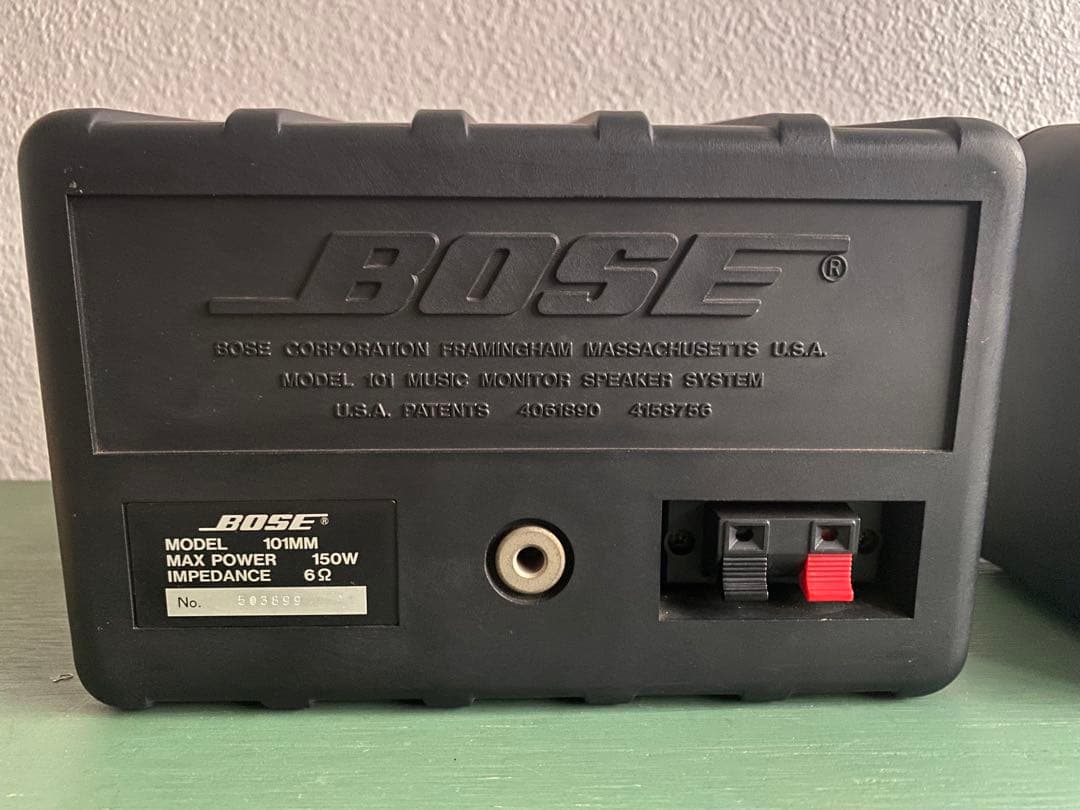 BOSE®
BOSE CORPORATION FRAMINGHAM MASSACHUSETTS U.S.A.
MODEL 101 MUSIC MONITOR SPEAKER SYSTEM
U.S.A. PATENTS 4061890 4158756
BOSE®
MODEL 101MM
MAX POWER 150W
IMPEDANCE 6Ω
No. 503899